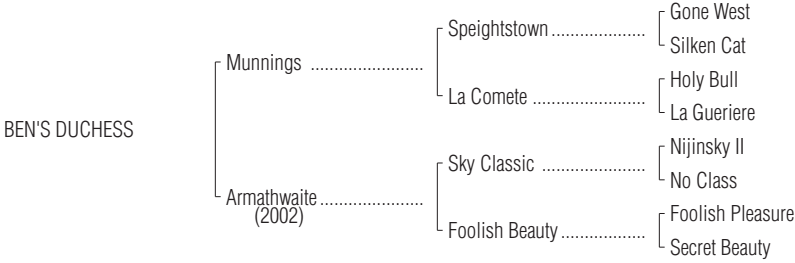 Gone West
Speightstown ....................
Silken Cat
Munnings ........................
Holy Bull
La Comete ........................
La Gueriere
BEN'S DUCHESS
Nijinsky II
Sky Classic ......................
No Class
Armathwaite ......................
(2002)
Foolish Pleasure
Foolish Beauty ..................
Secret Beauty